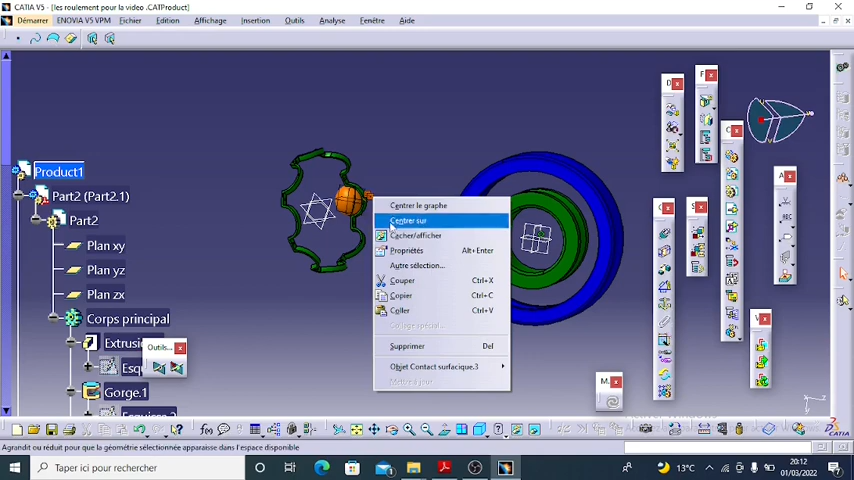 CATIA V5 - [les roulement pour la video .CATProduct]
Démarrer ENOVIA V5 VPM Fichier Edition Affichage Insertion Outils Analyse Fenêtre Aide
Product1
Part2 (Part2.1)
Part2
Plan xy
Plan yz
Plan zx
Corps principal
Outils...
Gorge.1
Centrer le graphe
Centrer sur
Cacher/afficher
Propriétés Alt+Enter
Autre sélection...
Couper Ctrl+X
Copier Ctrl+C
Coller Ctrl+V
Supprimer Del
Objet Contact surfacique.3
Mettre à jour
D
F
C
S
A
V
M...
Agrandit ou réduit pour que la géométrie sélectionnée apparaisse dans l'espace disponible
Taper ici pour rechercher
13°C
20:12
01/03/2022